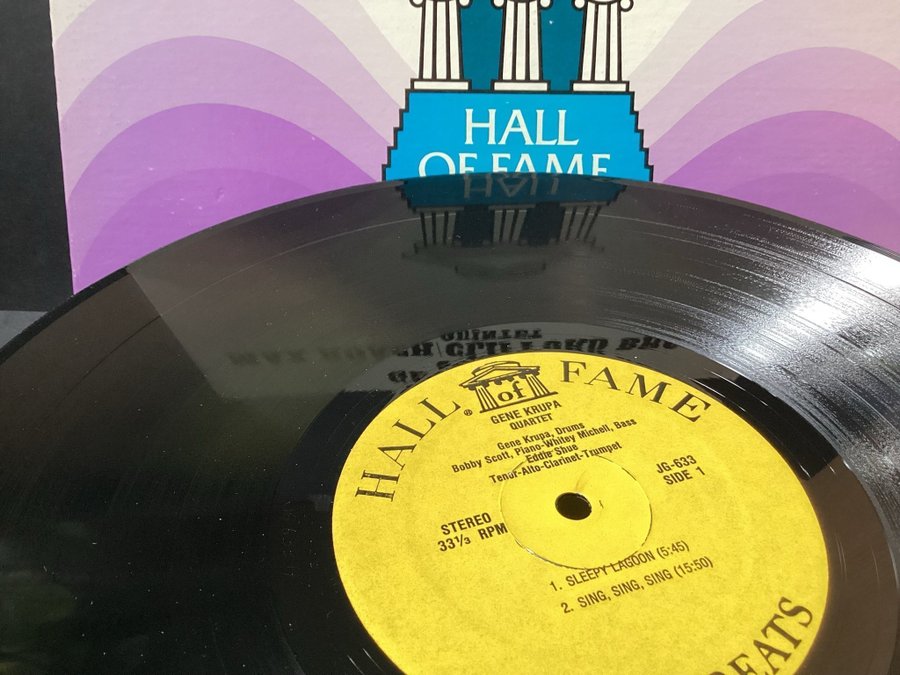 HALL
OF FAME
QUINTET
HALL of FAME
®
GENE KRUPA
QUARTET
Gene Krupa, Drums
Bobby Scott, Piano-Whitey Michell, Bass
Eddie Shue
Tenor-Alto-Clarinet-Trumpet
JG-633
SIDE 1
STEREO
33⅓ RPM
1. SLEEPY LAGOON (5:45)
2. SING, SING, SING (15:50)